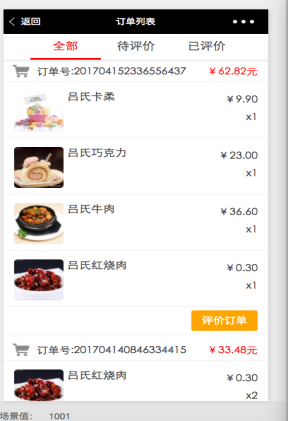 返回 订单列表
全部 待评价 已评价
订单号:201704152336556437 ¥62.82元
吕氏卡柔 ¥9.90
x1
吕氏巧克力 ¥23.00
x1
吕氏牛肉 ¥36.60
x1
吕氏红烧肉 ¥0.30
x1
评价订单
订单号:201704140846334415 ¥33.48元
吕氏红烧肉 ¥0.30
x2
场景值: 1001